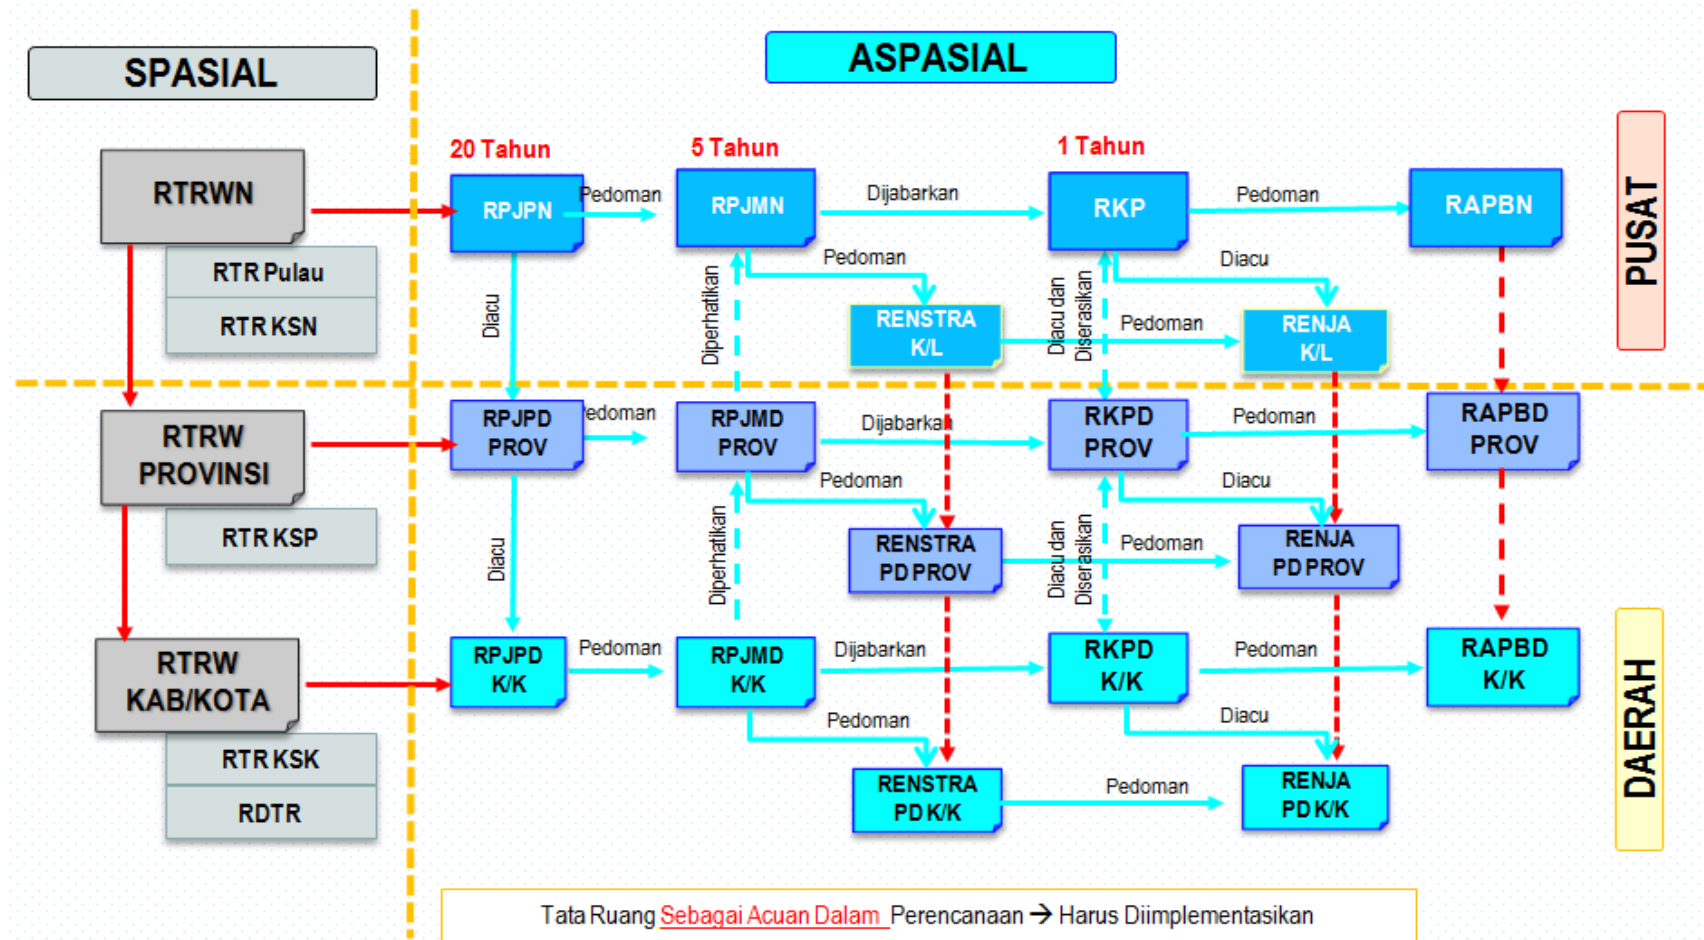 SPASIAL
ASPASIAL
20 Tahun
5 Tahun
1 Tahun
PUSAT
RTRWN
RPJPN
Pedoman
RPJMN
Dijabarkan
RKP
Pedoman
RAPBN
RTR Pulau
RTR KSN
Diacu
Diperhatikan
Pedoman
RENSTRA
K/L
Pedoman
Diacu dan
Diserasikan
Diacu
RENJA
K/L
RTRW
PROVINSI
RPJPD
PROV
edoman
RPJMD
PROV
Dijabarkan
RKPD
PROV
Pedoman
RAPBD
PROV
RTR KSP
Diacu
Diperhatikan
Pedoman
RENSTRA
PD PROV
Pedoman
Diacu dan
Diserasikan
Diacu
RENJA
PD PROV
DAERAH
RTRW
KAB/KOTA
RPJPD
K/K
Pedoman
RPJMD
K/K
Dijabarkan
RKPD
K/K
Pedoman
RAPBD
K/K
RTR KSK
RDTR
Pedoman
RENSTRA
PD K/K
Pedoman
Diacu
RENJA
PD K/K
Tata Ruang Sebagai Acuan Dalam Perencanaan → Harus Diimplementasikan